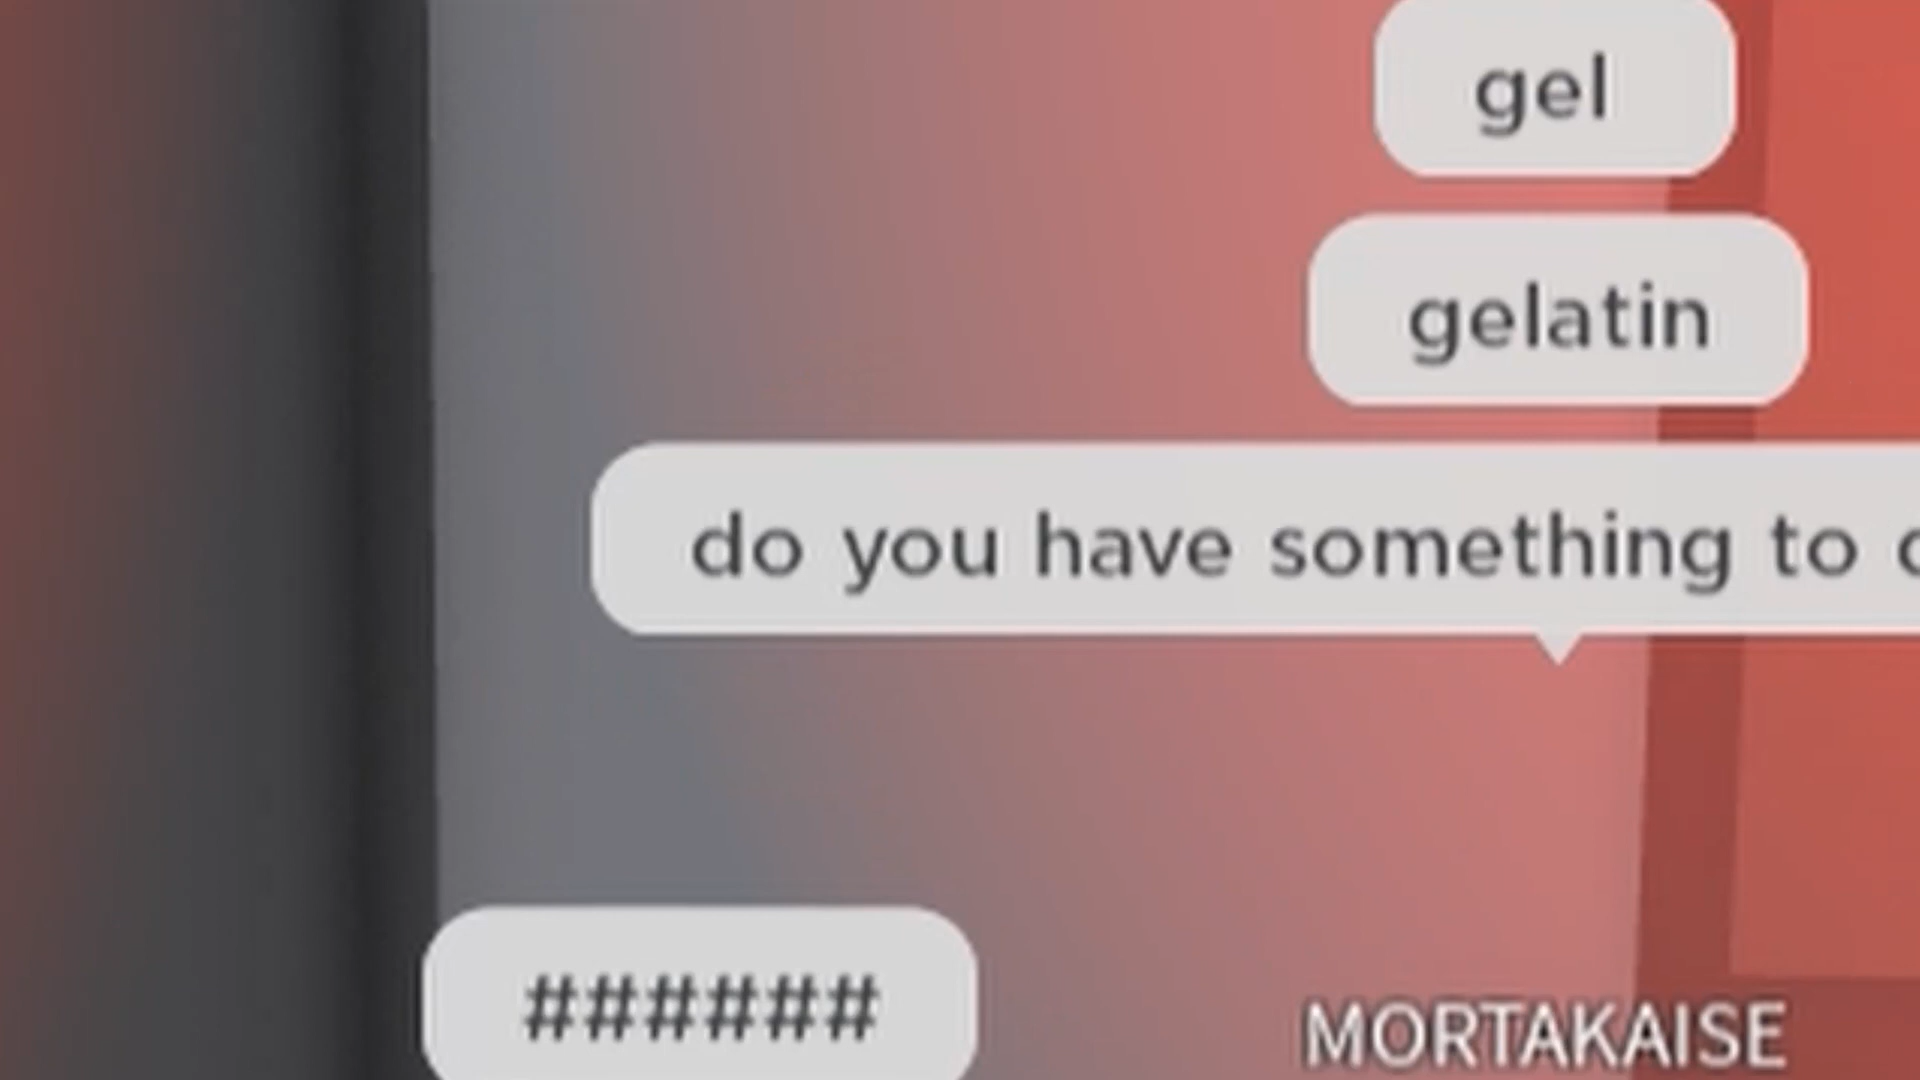 gel
gelatin
do you have something to
######
MORTAKAISE